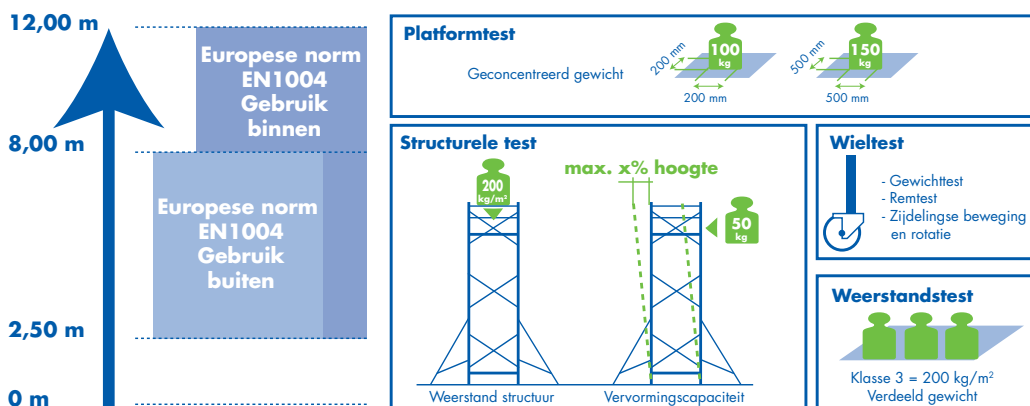 12,00 m
8,00 m
2,50 m
0 m
Europese norm
EN1004
Gebruik
binnen
Europese norm
EN1004
Gebruik
buiten
Platformtest
Geconcentreerd gewicht
200 mm
100
kg
200 mm
500 mm
150
kg
500 mm
Structurele test
200
kg/m²
max. x% hoogte
50
kg
Weerstand structuur
Vervormingscapaciteit
Wieltest
- Gewichttest
- Remtest
- Zijdelingse beweging
en rotatie
Weerstandstest
Klasse 3 = 200 kg/m²
Verdeeld gewicht